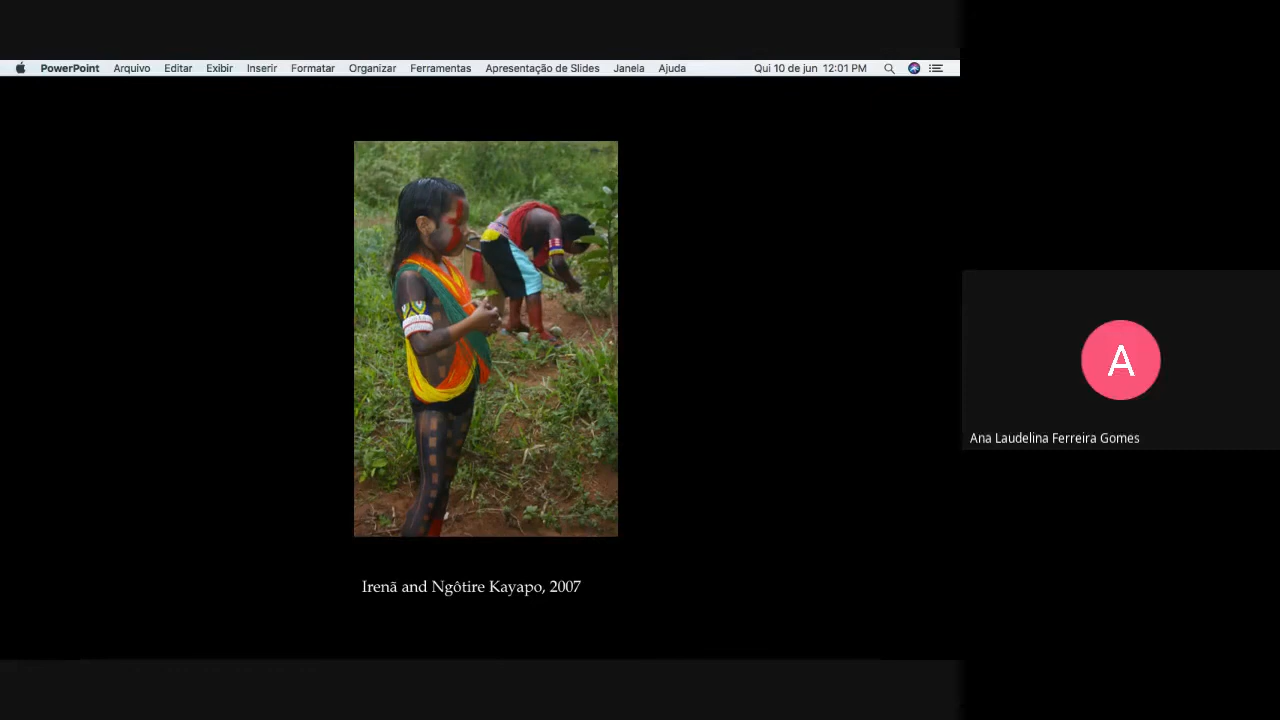 PowerPoint Arquivo Editar Exibir Inserir Formatar Organizar Ferramentas Apresentação de Slides Janela Ajuda Qui 10 de jun 12:01 PM
A
Ana Laudelina Ferreira Gomes
Irenã and Ngôtire Kayapo, 2007